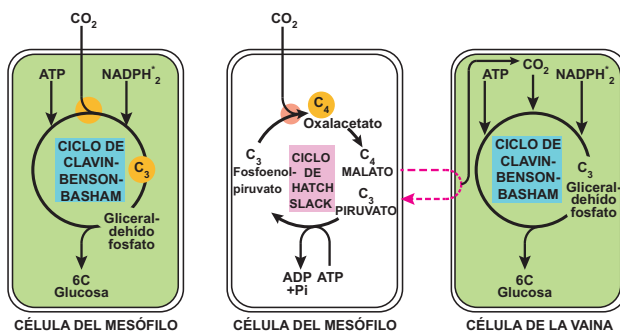 CO₂
ATP
NADPH⁺₂
CICLO DE
CLAVIN-
BENSON-
BASHAM
C₃
Gliceral-
dehído
fosfato
6C
Glucosa
CÉLULA DEL MESÓFILO
CO₂
C₄
Oxalacetato
C₃
Fosfoenol-
piruvato
CICLO
DE
HATCH
SLACK
C₄
MALATO
C₃
PIRUVATO
ADP
+Pi
ATP
CÉLULA DEL MESÓFILO
CO₂
ATP
NADPH⁺₂
CICLO DE
CLAVIN-
BENSON-
BASHAM
C₃
Gliceral-
dehído
fosfato
6C
Glucosa
CÉLULA DE LA VAINA